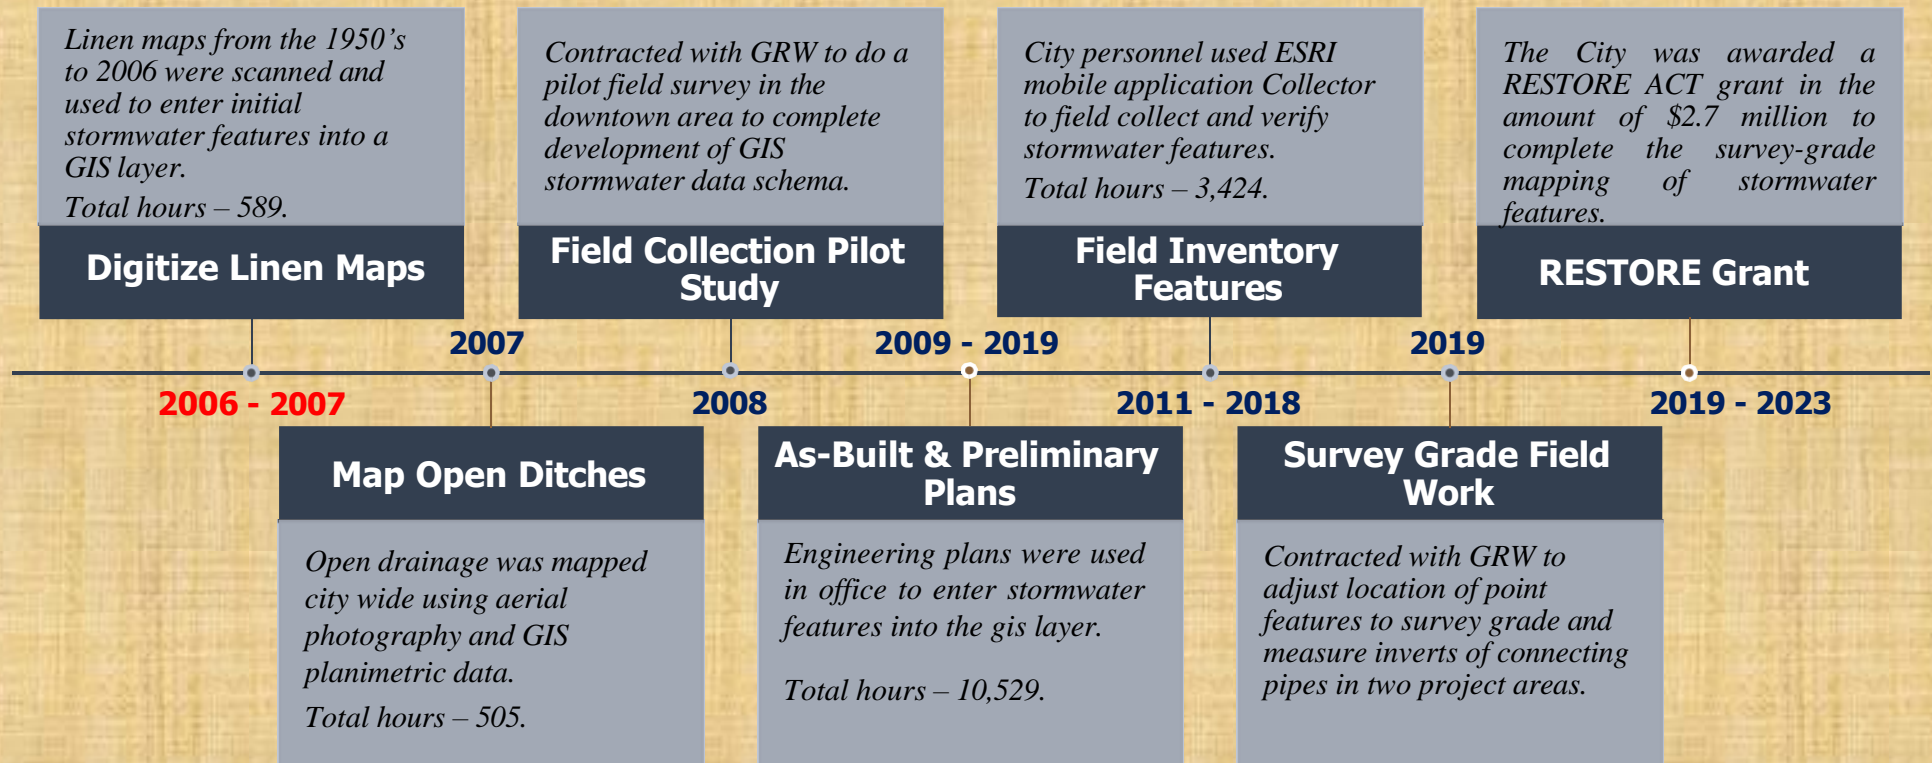 Linen maps from the 1950’s
to 2006 were scanned and
used to enter initial
stormwater features into a
GIS layer.
Total hours – 589.
Digitize Linen Maps
2006 - 2007
2007
Map Open Ditches
Open drainage was mapped
city wide using aerial
photography and GIS
planimetric data.
Total hours – 505.
Contracted with GRW to do a
pilot field survey in the
downtown area to complete
development of GIS
stormwater data schema.
Field Collection Pilot
Study
2008
2009 - 2019
As-Built & Preliminary
Plans
Engineering plans were used
in office to enter stormwater
features into the gis layer.
Total hours – 10,529.
City personnel used ESRI
mobile application Collector
to field collect and verify
stormwater features.
Total hours – 3,424.
Field Inventory
Features
2011 - 2018
2019
Survey Grade Field
Work
Contracted with GRW to
adjust location of point
features to survey grade and
measure inverts of connecting
pipes in two project areas.
The City was awarded a
RESTORE ACT grant in the
amount of $2.7 million to
complete the survey-grade
mapping of stormwater
features.
RESTORE Grant
2019 - 2023